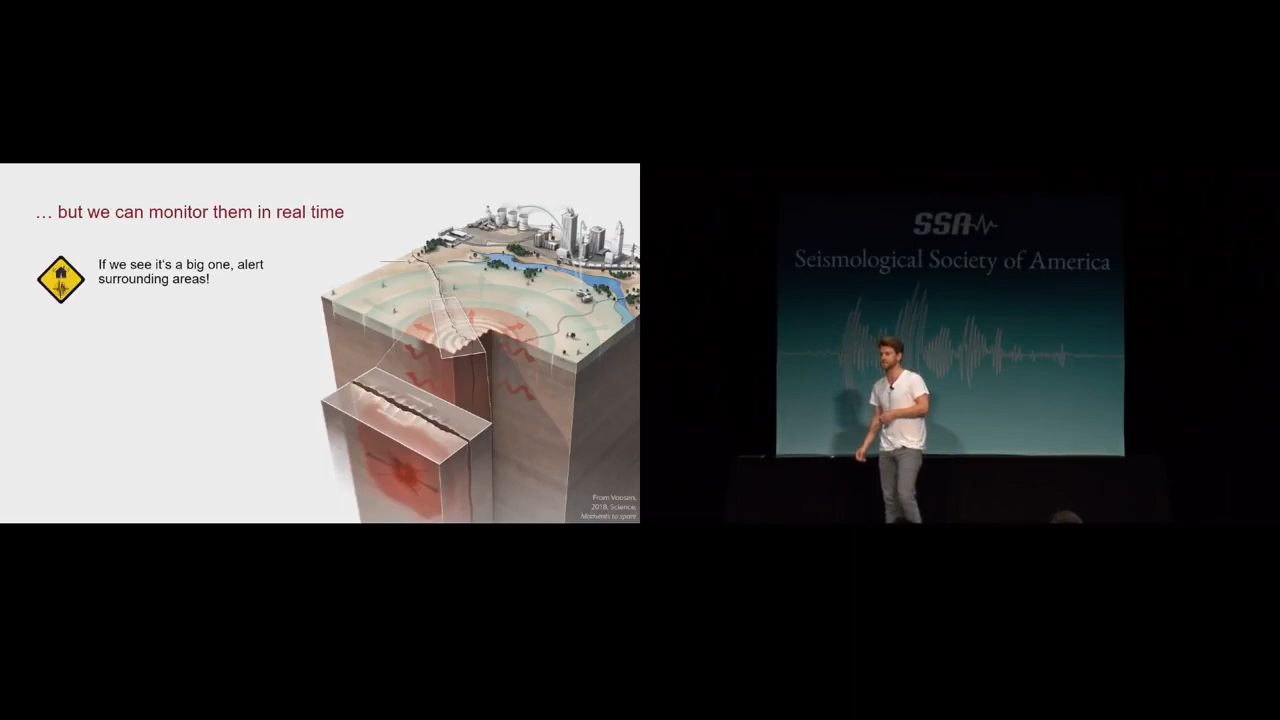 … but we can monitor them in real time
If we see it's a big one, alert
surrounding areas!
From Voosen,
2018, Science,
Moments to spare
SSA
Seismological Society of America